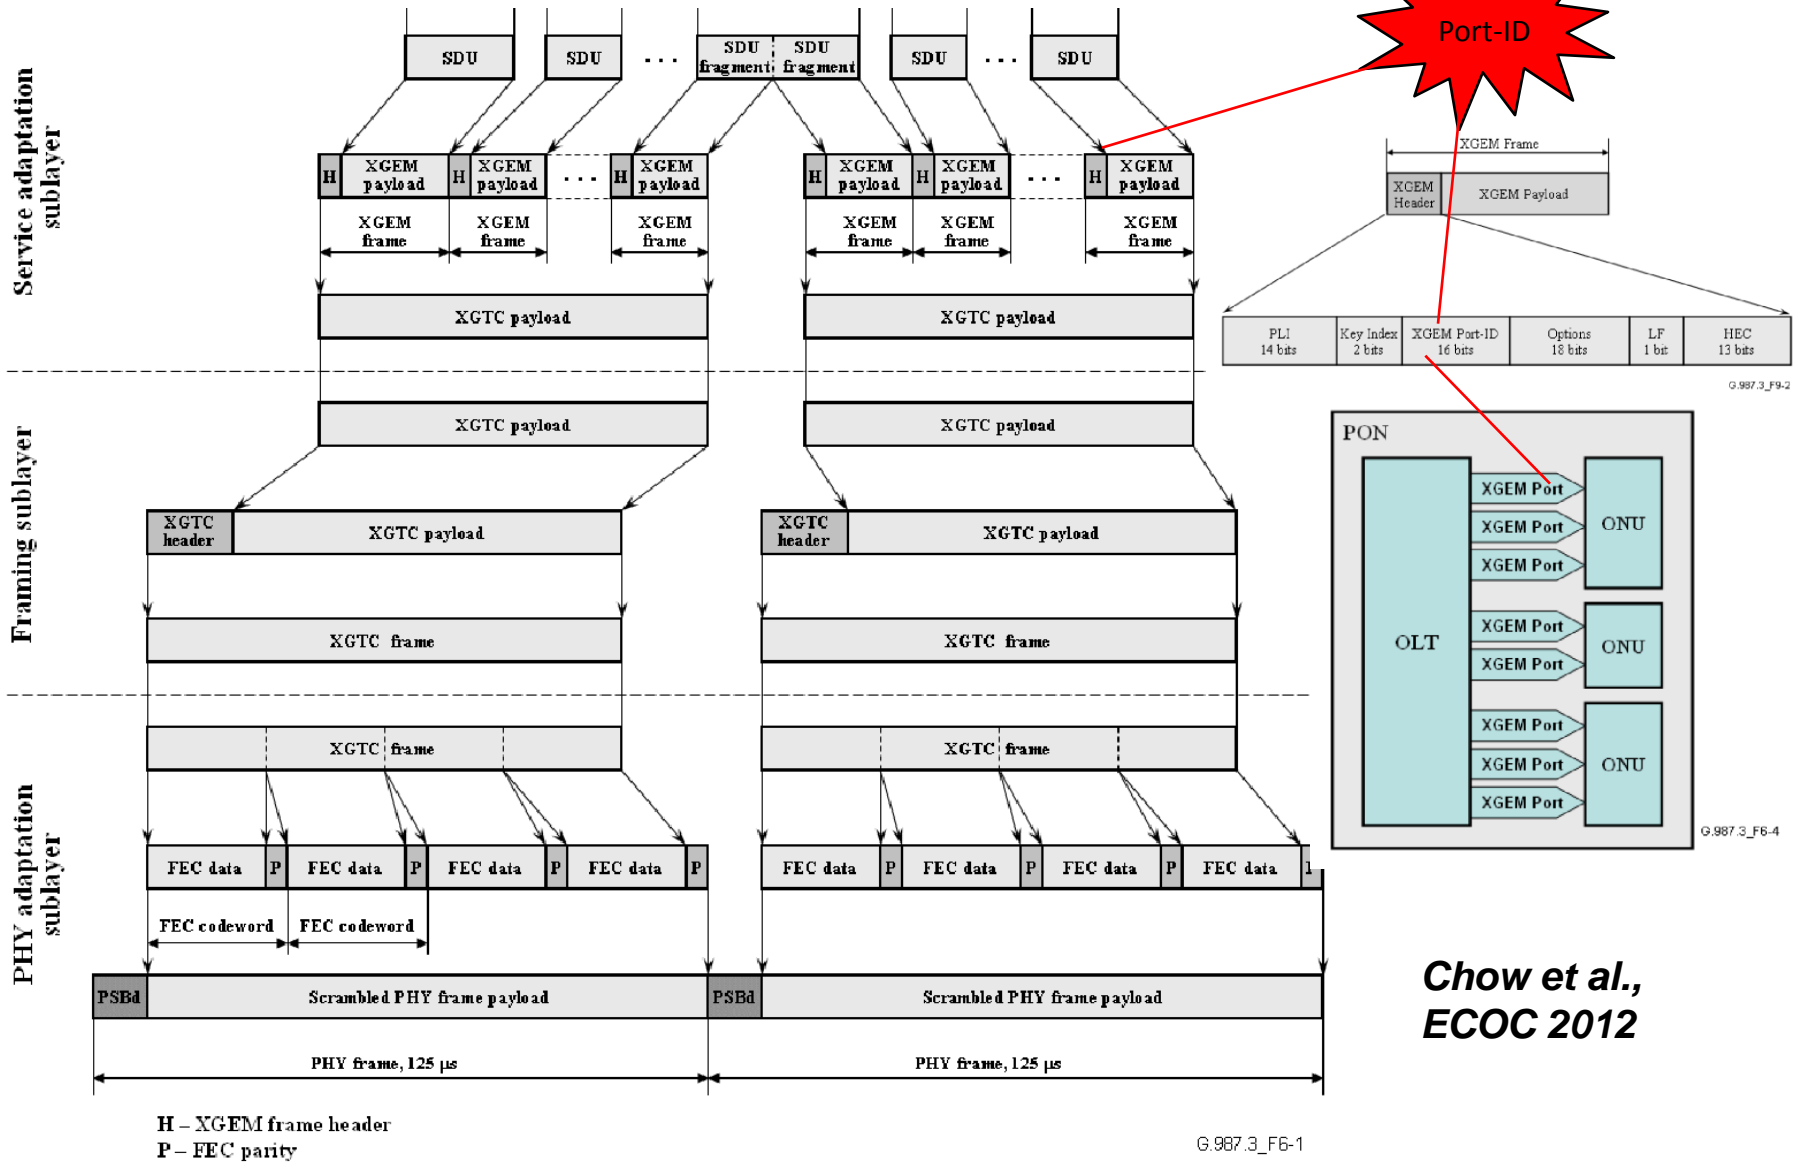 Port-ID
SDU
SDU
. . .
SDU
fragment
SDU
fragment
SDU
. . .
SDU
Service adaptation
sublayer
H
XGEM
payload
H
XGEM
payload
. . .
H
XGEM
payload
H
XGEM
payload
H
XGEM
payload
. . .
H
XGEM
payload
XGEM
frame
XGEM
frame
XGEM
frame
XGEM
frame
XGEM
frame
XGEM
frame
XGTC payload
XGTC payload
Framing sublayer
XGTC payload
XGTC payload
XGTC
header
XGTC payload
XGTC
header
XGTC payload
XGTC frame
XGTC frame
PHY adaptation
sublayer
XGTC frame
XGTC frame
FEC data
P
FEC data
P
FEC data
P
FEC data
P
FEC data
P
FEC data
P
FEC data
P
FEC data
FEC codeword
FEC codeword
PSBd
Scrambled PHY frame payload
PSBd
Scrambled PHY frame payload
PHY frame, 125 µs
PHY frame, 125 µs
H – XGEM frame header
P – FEC parity
G.987.3_F6-1
XGEM Frame
XGEM
Header
XGEM Payload
PLI
14 bits
Key Index
2 bits
XGEM Port-ID
16 bits
Options
18 bits
LF
1 bit
HEC
13 bits
G.987.3_F9-2
PON
OLT
XGEM Port
XGEM Port
XGEM Port
ONU
XGEM Port
XGEM Port
ONU
XGEM Port
XGEM Port
XGEM Port
ONU
G.987.3_F6-4
Chow et al.,
ECOC 2012